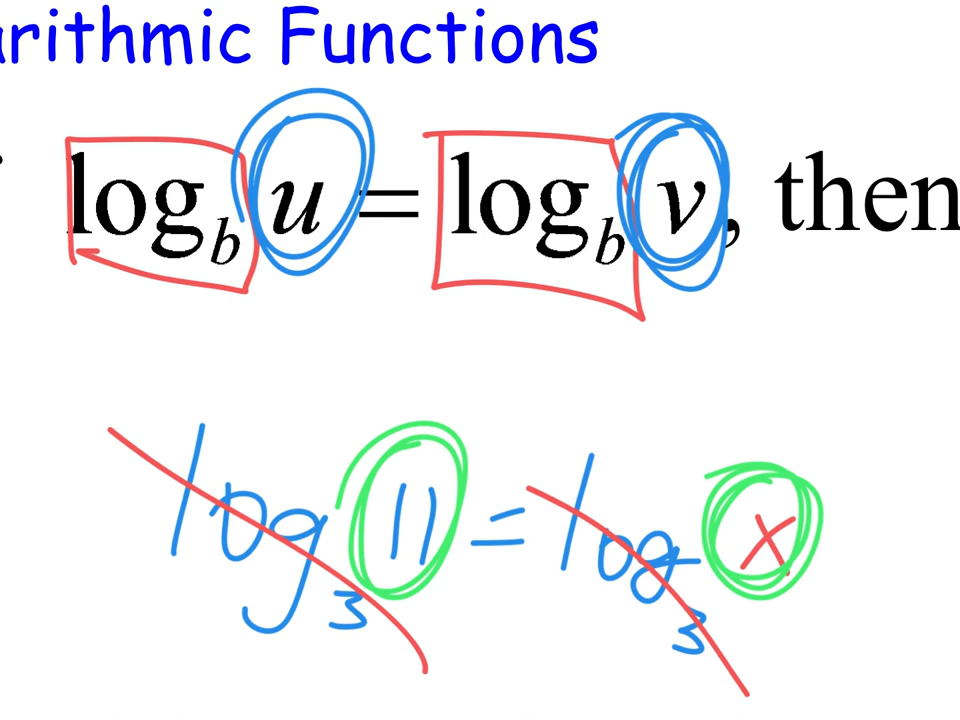 arithmic Functions
log_b u = log_b v, then
log_3 11 = log_3 x